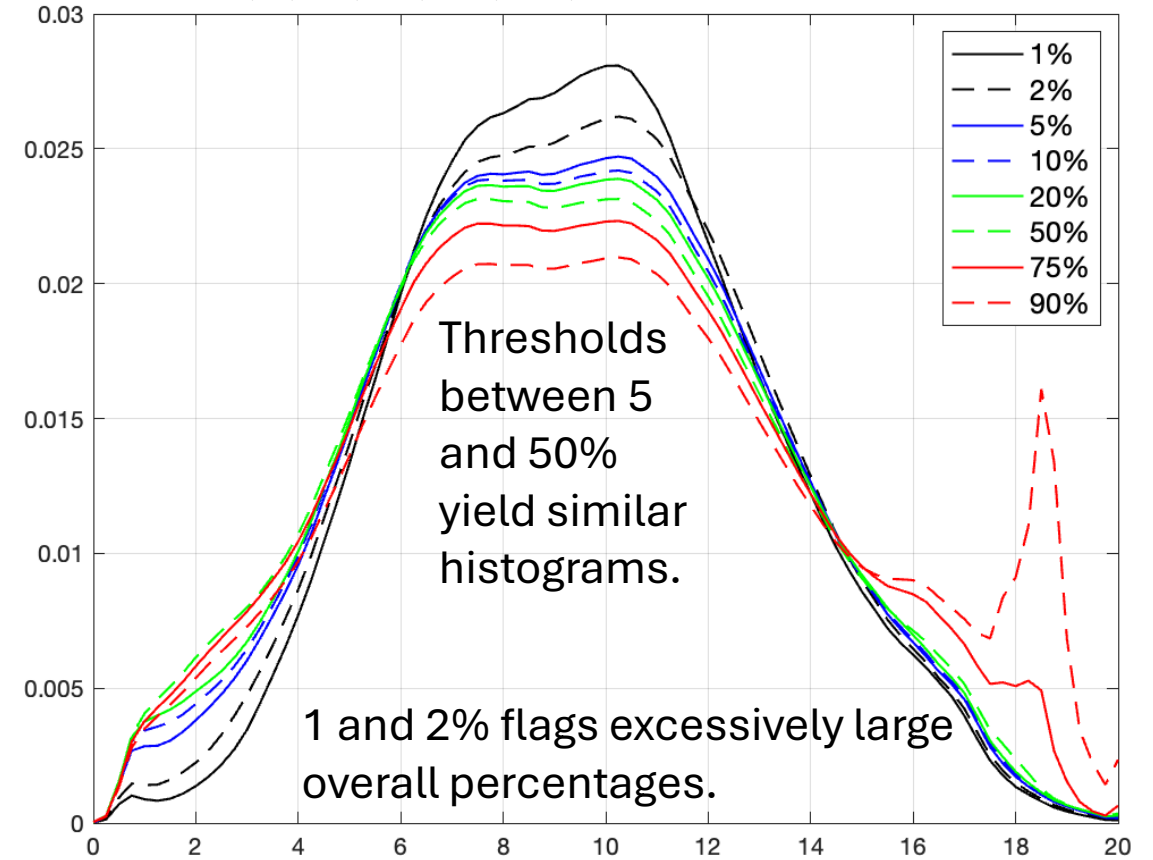 0.03
0.025
0.02
0.015
0.01
0.005
0
0 2 4 6 8 10 12 14 16 18 20
1%
2%
5%
10%
20%
50%
75%
90%
Thresholds
between 5
and 50%
yield similar
histograms.
1 and 2% flags excessively large
overall percentages.